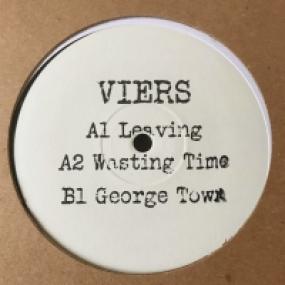 VIERS
A1 Leaving
A2 Wasting Time
B1 George Town